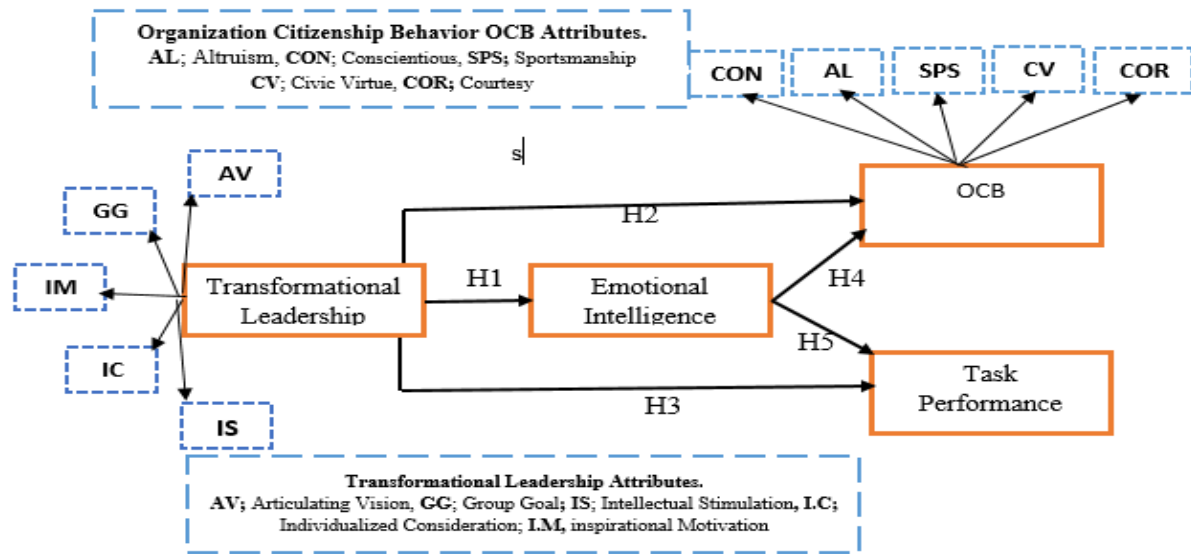 Organization Citizenship Behavior OCB Attributes.
AL; Altruism, CON; Conscientious, SPS; Sportsmanship
CV; Civic Virtue, COR; Courtesy
CON
AL
SPS
CV
COR
s
AV
GG
IM
IC
IS
OCB
H2
Transformational
Leadership
H1
Emotional
Intelligence
H4
H5
H3
Task
Performance
Transformational Leadership Attributes.
AV; Articulating Vision, GG; Group Goal; IS; Intellectual Stimulation, I.C;
Individualized Consideration; I.M, inspirational Motivation